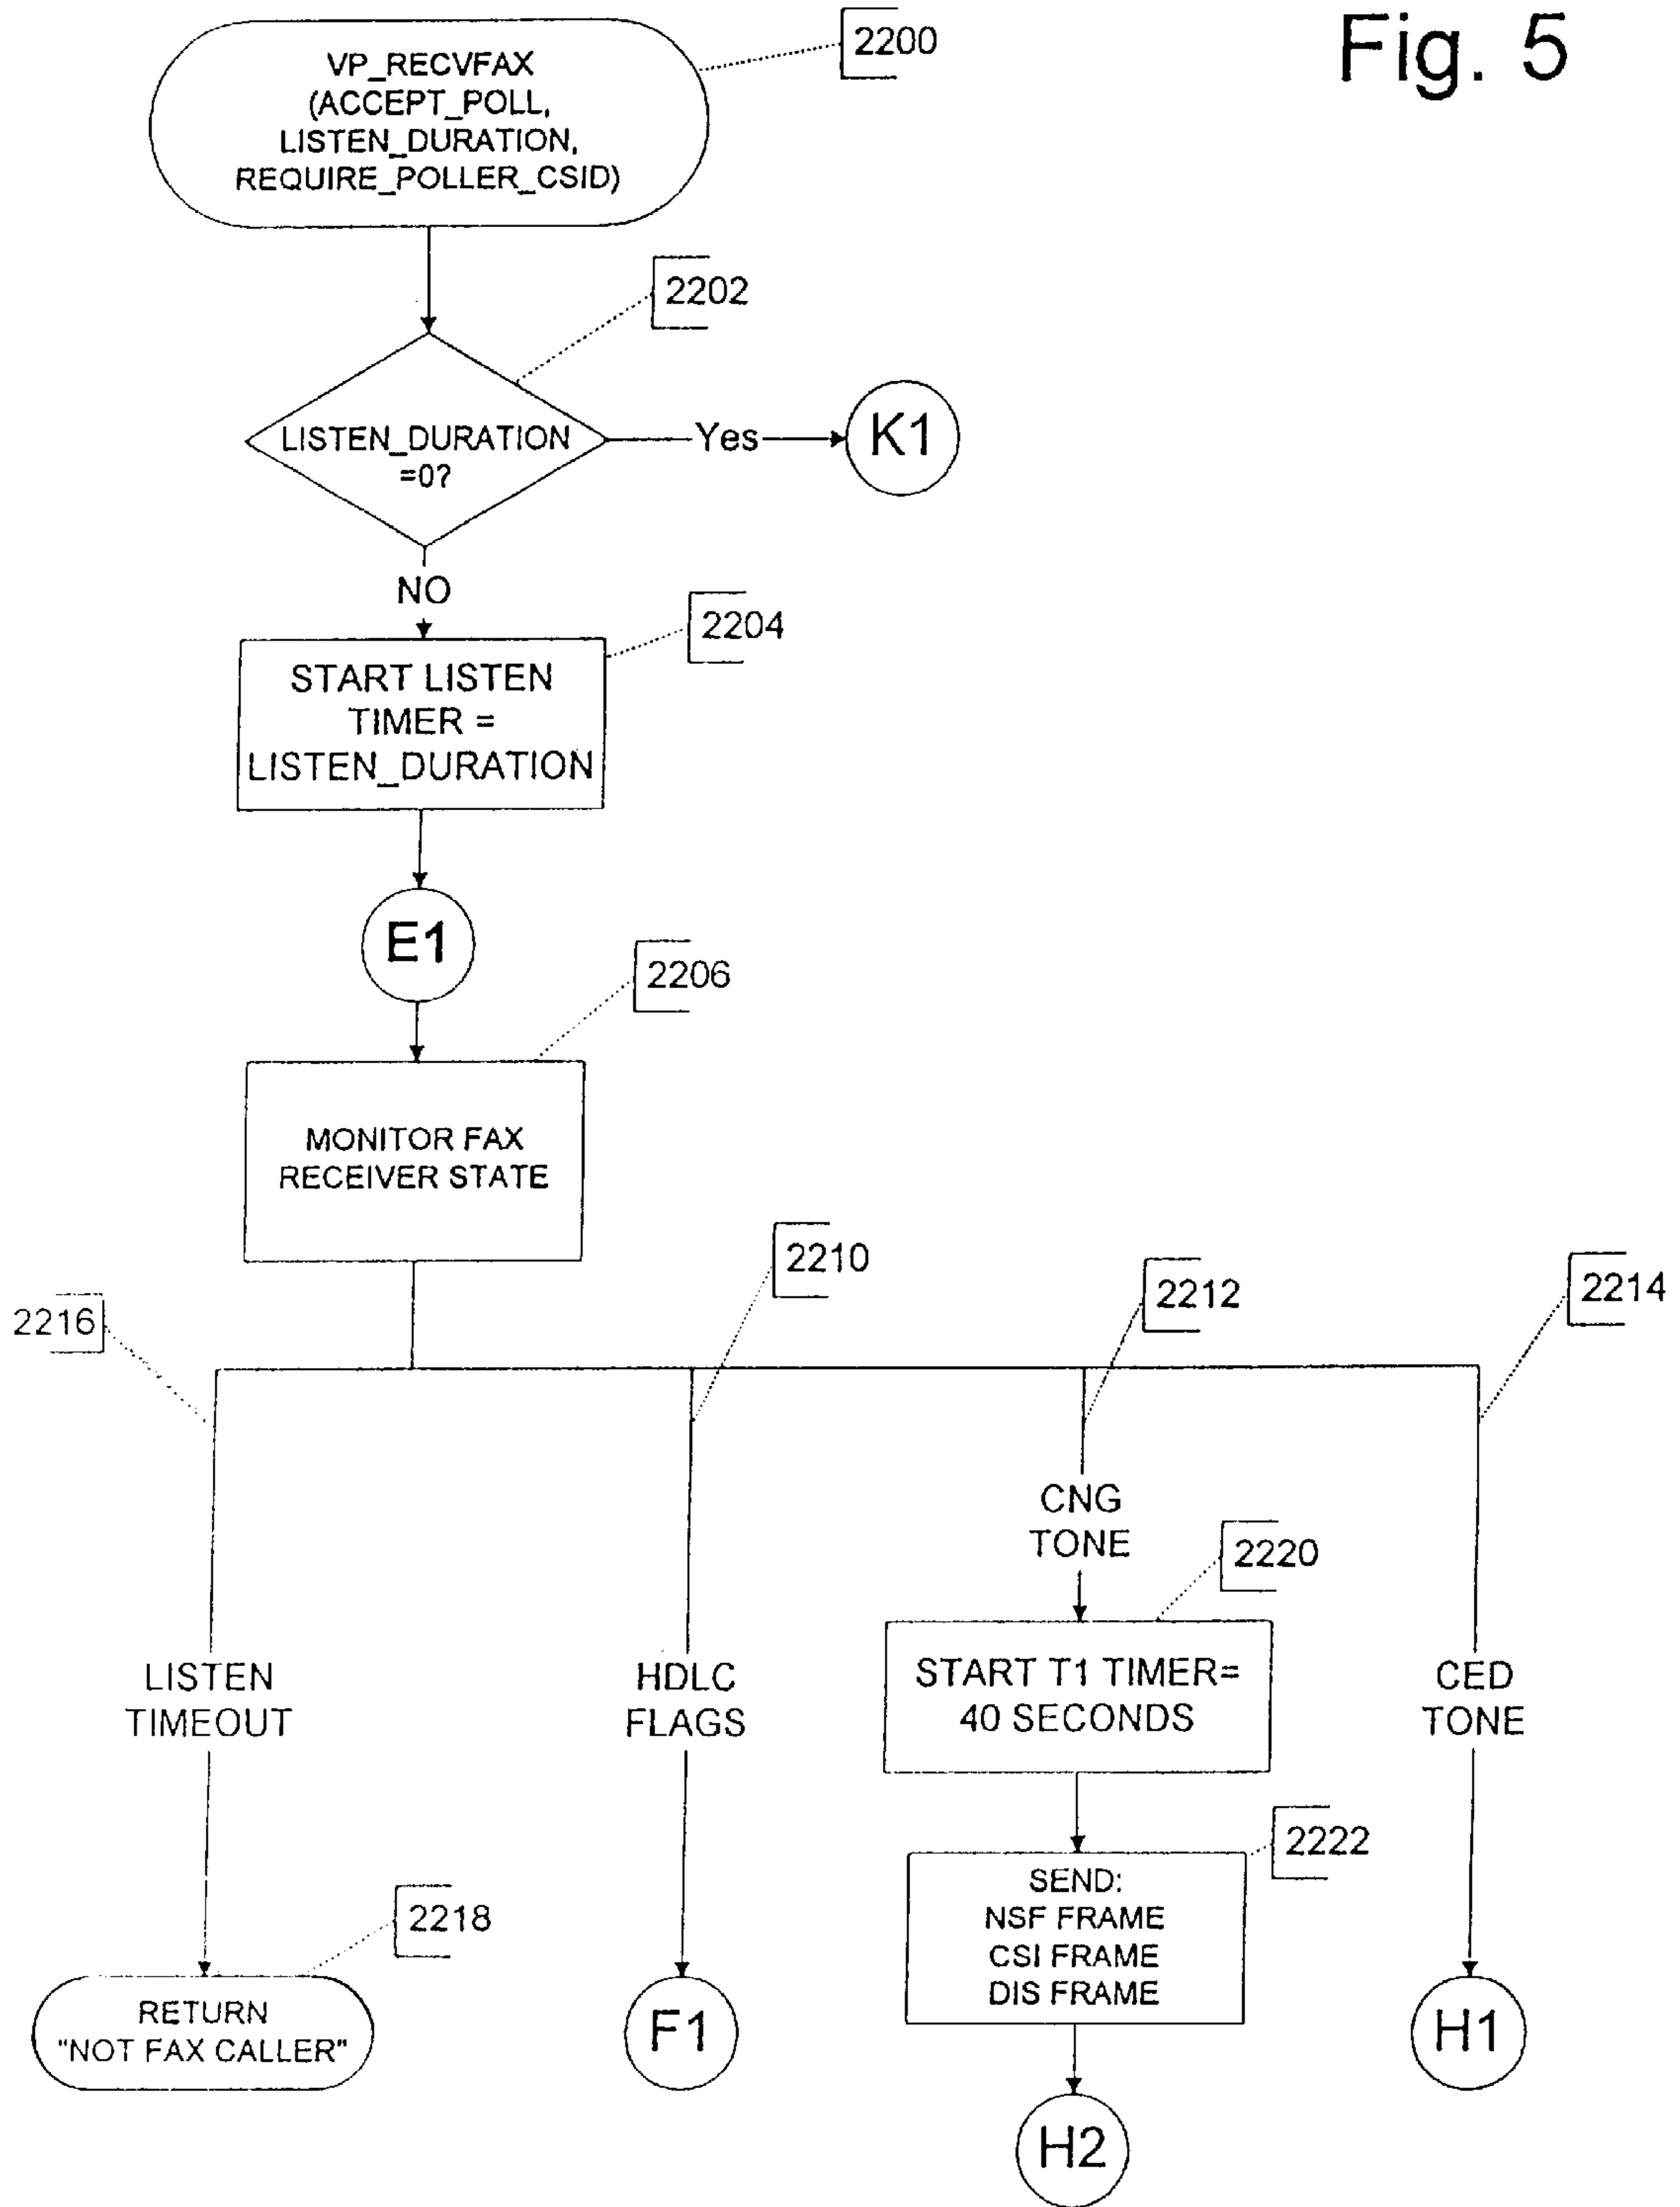 Fig. 5
2200
VP_RECVFAX
(ACCEPT_POLL,
LISTEN_DURATION,
REQUIRE_POLLER_CSID)
2202
LISTEN_DURATION
=0?
Yes
K1
NO
2204
START LISTEN
TIMER =
LISTEN_DURATION
E1
2206
MONITOR FAX
RECEIVER STATE
2216
2210
2212
2214
LISTEN
TIMEOUT
HDLC
FLAGS
CNG
TONE
CED
TONE
2220
START T1 TIMER=
40 SECONDS
2222
SEND:
NSF FRAME
CSI FRAME
DIS FRAME
2218
RETURN
"NOT FAX CALLER"
F1
H2
H1